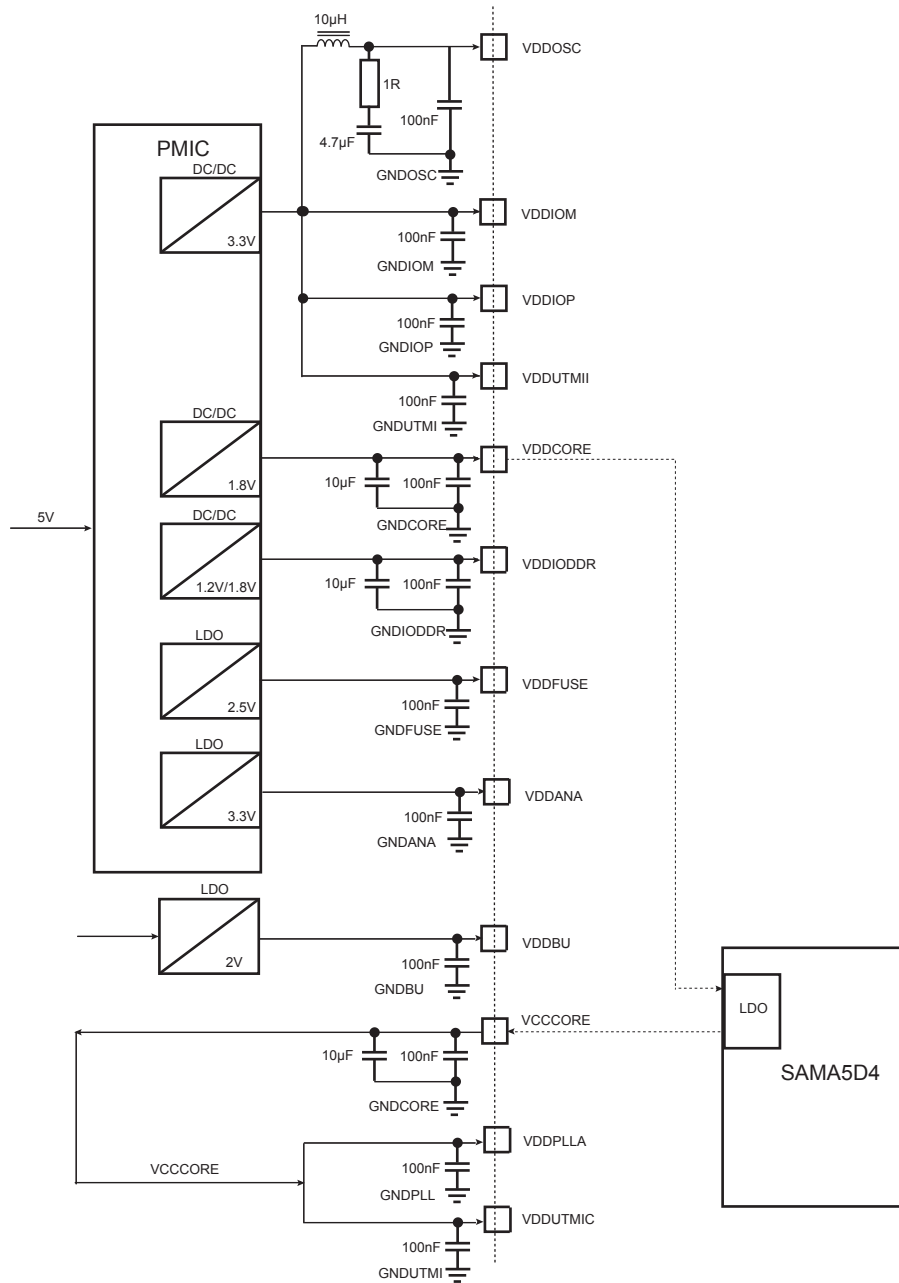 10µH
VDDOSC
1R
100nF
4.7µF
GNDOSC
PMIC
DC/DC
3.3V
VDDIOM
100nF
GNDIOM
VDDIOP
100nF
GNDIOP
VDDUTMII
100nF
GNDUTMI
DC/DC
1.8V
VDDCORE
10µF
100nF
GNDCORE
5V
DC/DC
1.2V/1.8V
VDDIODDR
10µF
100nF
GNDIODDR
LDO
2.5V
VDDFUSE
100nF
GNDFUSE
LDO
3.3V
VDDANA
100nF
GNDANA
LDO
2V
VDDBU
100nF
GNDBU
VCCCORE
LDO
10µF
100nF
GNDCORE
SAMA5D4
VDDPLLA
VCCCORE
100nF
GNDPLL
VDDUTMIC
100nF
GNDUTMI